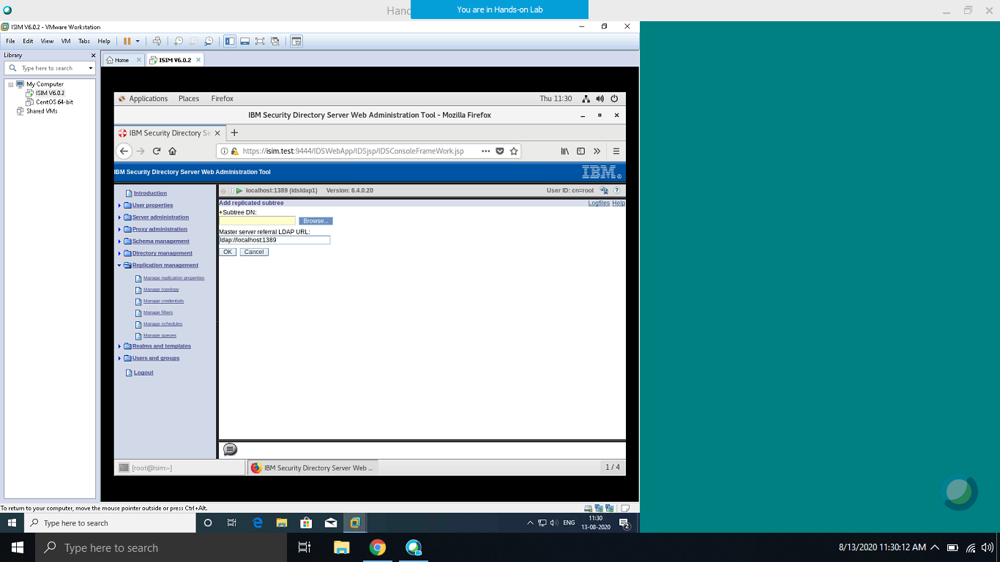 Hand
You are in Hands-on Lab
ISIM V6.0.2 - VMware Workstation
File Edit View VM Tabs Help
Library
Type here to search
My Computer
ISIM V6.0.2
CentOS 64-bit
Shared VMs
Home
ISIM V6.0.2
Applications Places Firefox
Thu 11:30
IBM Security Directory Server Web Administration Tool - Mozilla Firefox
IBM Security Directory Se
https://isim.test:9444/IDSWebApp/IDSjsp/IDSConsoleFrameWork.jsp
IBM Security Directory Server Web Administration Tool
IBM
Introduction
User properties
Server administration
Proxy administration
Schema management
Directory management
Replication management
Manage replication properties
Manage topology
Manage credentials
Manage filters
Manage schedules
Manage queues
Realms and templates
Users and groups
Logout
localhost:1389 (idsldap1) Version: 6.4.0.20
User ID: cn=root
Add replicated subtree
Logfiles Help
+Subtree DN:
Browse...
Master server referral LDAP URL:
ldap://localhost:1389
OK Cancel
[root@isim:~]
IBM Security Directory Server Web ...
1 / 4
To return to your computer, move the mouse pointer outside or press Ctrl+Alt.
Type here to search
ENG
11:30
13-08-2020
2
Type here to search
8/13/2020 11:30:12 AM